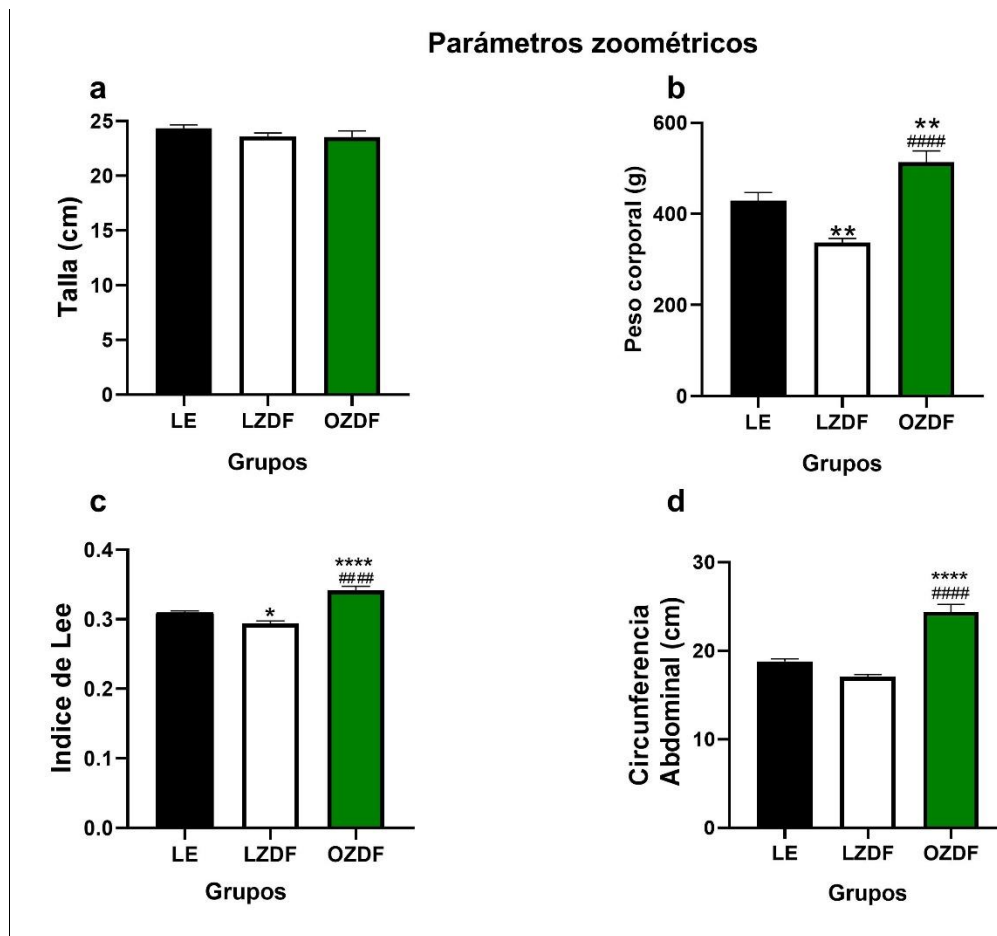 Parámetros zoométricos
a
25
20
15
10
5
0
Talla (cm)
LE LZDF OZDF
Grupos
b
600
400
200
0
Peso corporal (g)
**
**
####
LE LZDF OZDF
Grupos
c
0.4
0.3
0.2
0.1
0.0
Indice de Lee
*
****
####
LE LZDF OZDF
Grupos
d
30
20
10
0
Circunferencia
Abdominal (cm)
****
####
LE LZDF OZDF
Grupos